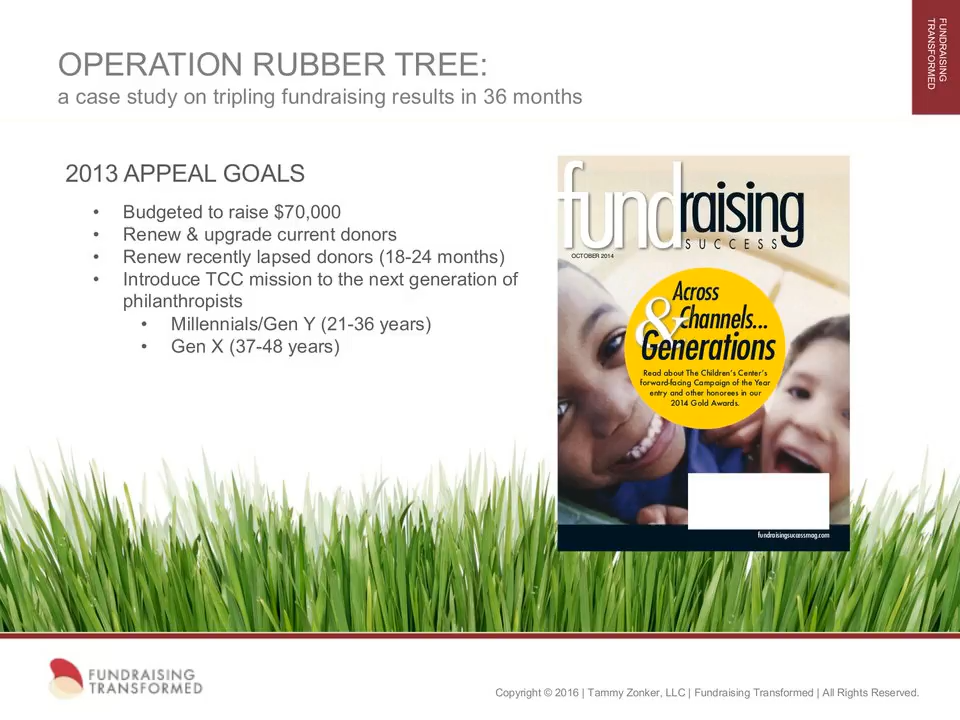 FUNDRAISING
TRANSFORMED
OPERATION RUBBER TREE:
a case study on tripling fundraising results in 36 months
2013 APPEAL GOALS
• Budgeted to raise $70,000
• Renew & upgrade current donors
• Renew recently lapsed donors (18-24 months)
• Introduce TCC mission to the next generation of
philanthropists
• Millennials/Gen Y (21-36 years)
• Gen X (37-48 years)
fundraising
SUCCESS
OCTOBER 2014
Across
& Channels...
Generations
Read about The Children's Center's
forward-facing Campaign of the Year
entry and other honorees in our
2014 Gold Awards.
fundraisingsuccessmag.com
FUNDRAISING
TRANSFORMED
Copyright © 2016 | Tammy Zonker, LLC | Fundraising Transformed | All Rights Reserved.